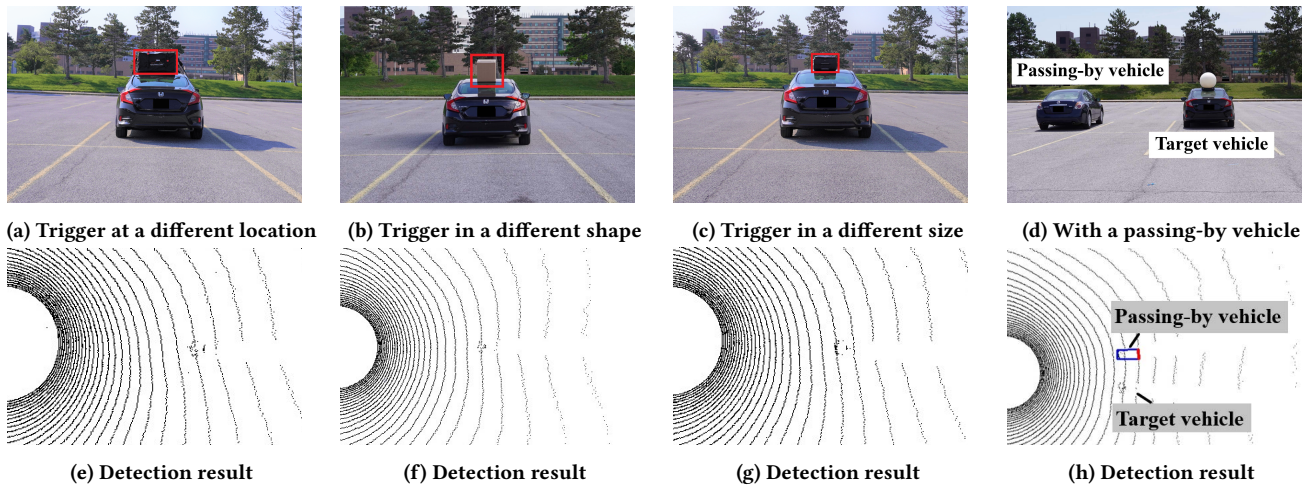 Passing-by vehicle
Target vehicle
(a) Trigger at a different location
(b) Trigger in a different shape
(c) Trigger in a different size
(d) With a passing-by vehicle
Passing-by vehicle
Target vehicle
(e) Detection result
(f) Detection result
(g) Detection result
(h) Detection result